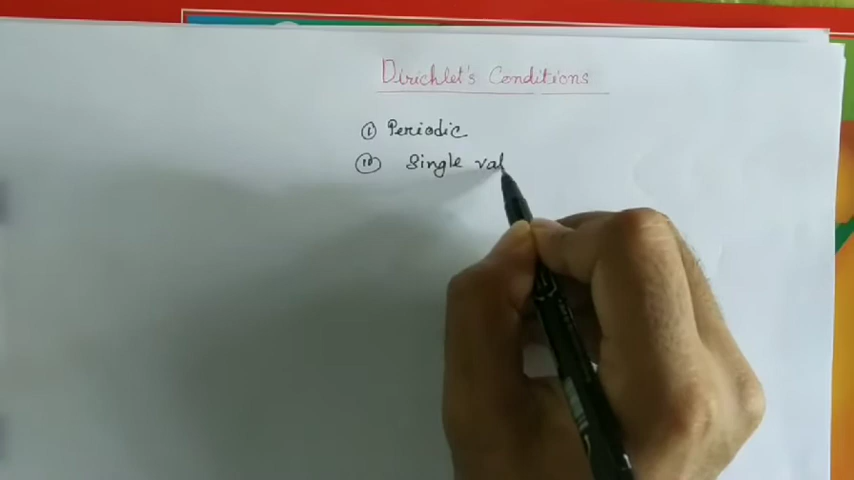 Dirichlet's Conditions
① Periodic
② Single val